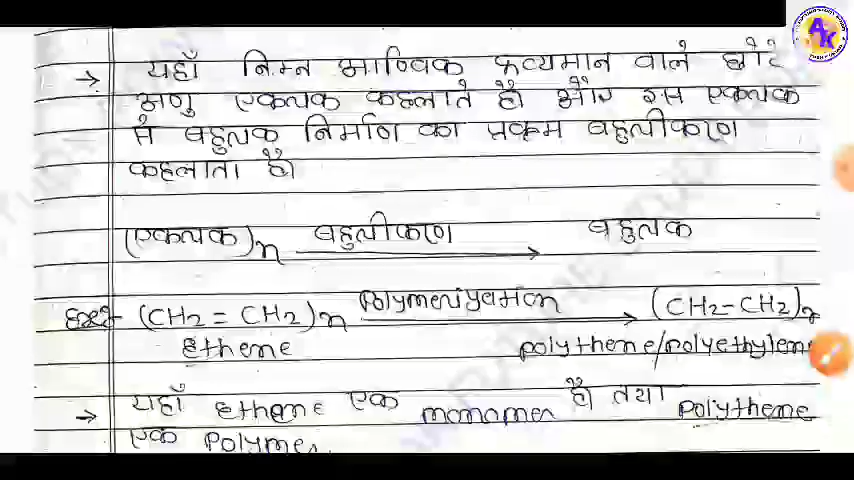 AK
→ यहाँ निम्न आण्विक द्रव्यमान वाले छोटे
अणु एकलक कहलाते है। और इस एकलक
से बहुलक निर्माण का प्रक्रम बहुलीकरण
कहलाता है।
(एकलक)n बहुलीकरण → बहुलक
Ex:- (CH2 = CH2)n Polymerization → (CH2-CH2)n
Ethene polythene/polyethylene
→ यहाँ Ethene एक monomer है। तथा polythene
एक polymer